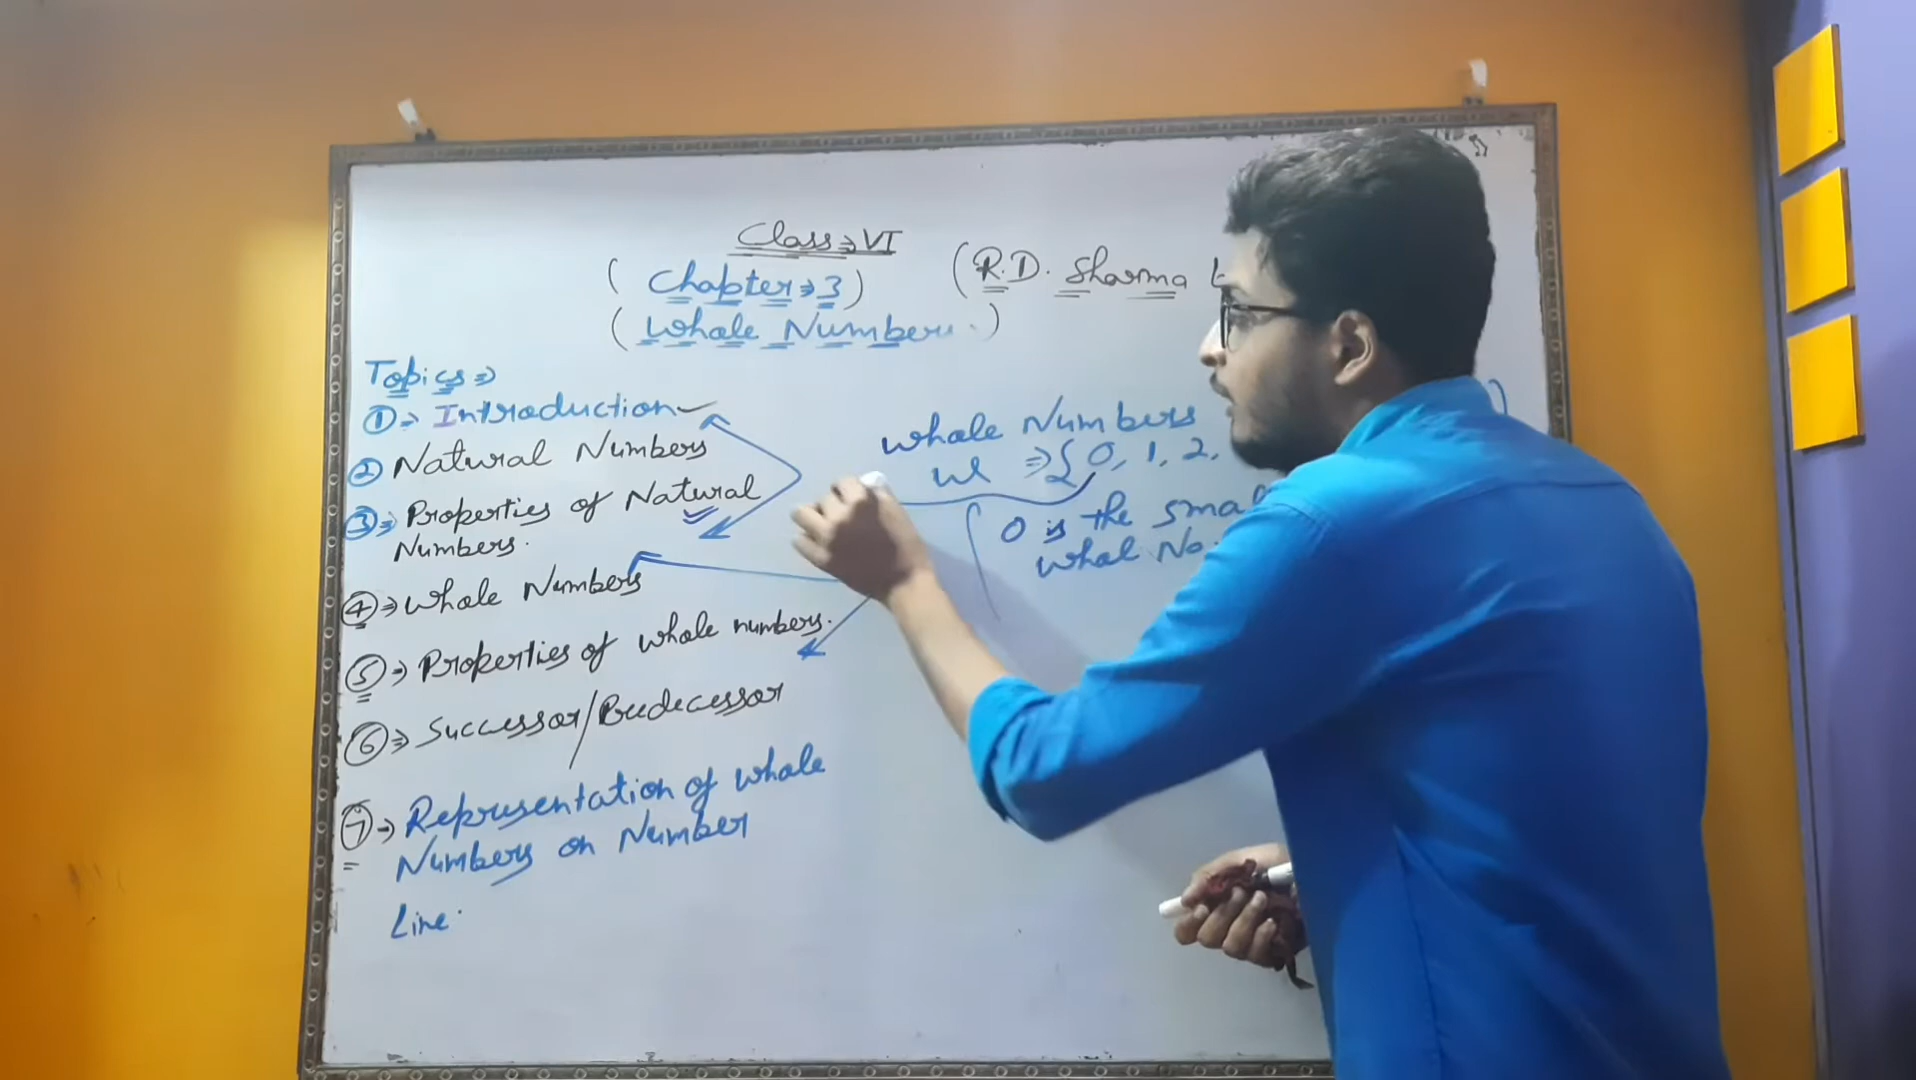 Class ⇒ VI
( Chapter ⇒ 3 )
(R.D. Sharma
( Whole Numbers. )
Topics ⇒
① ⇒ Introduction
② Natural Numbers
③ ⇒ Properties of Natural
Numbers.
④ ⇒ Whole Numbers
⑤ ⇒ Properties of whole numbers.
⑥ ⇒ Successor/Predecessor
⑦ ⇒ Representation of whole
Numbers on Number
Line.
Whole Numbers
W ⇒ { 0, 1, 2,
0 is the
Whol No.